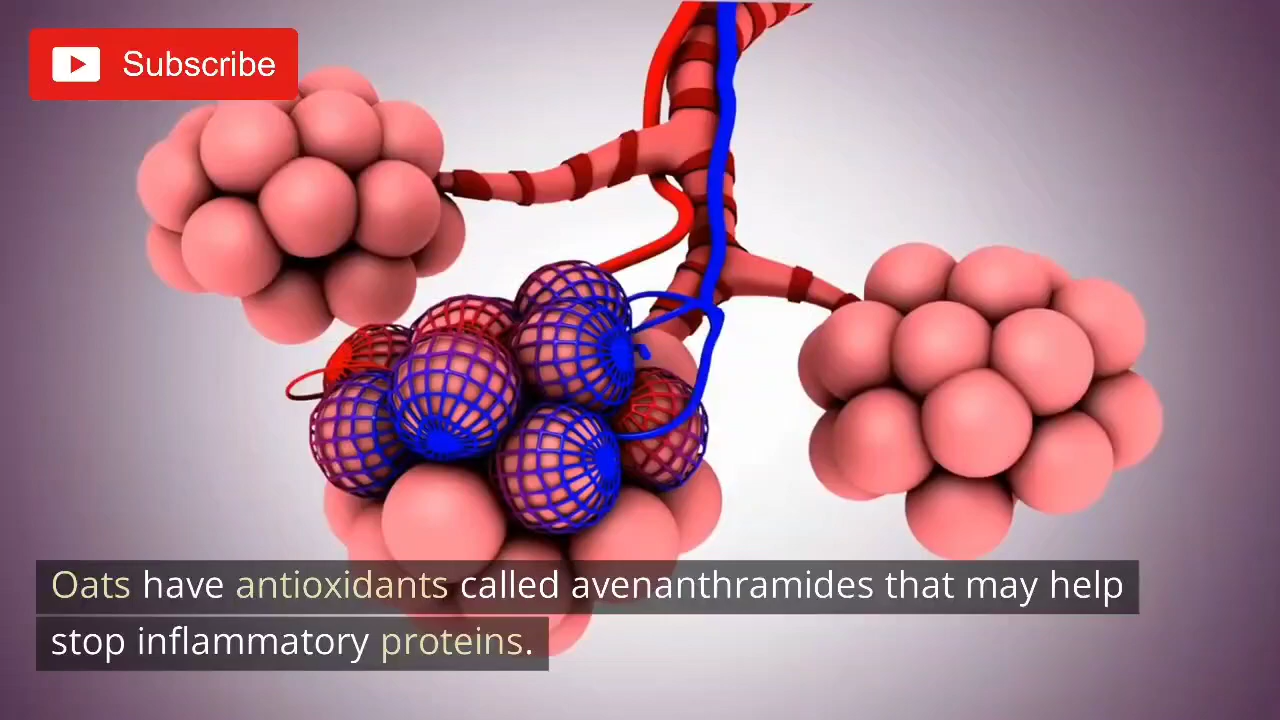 Subscribe
Oats have antioxidants called avenanthramides that may help
stop inflammatory proteins.